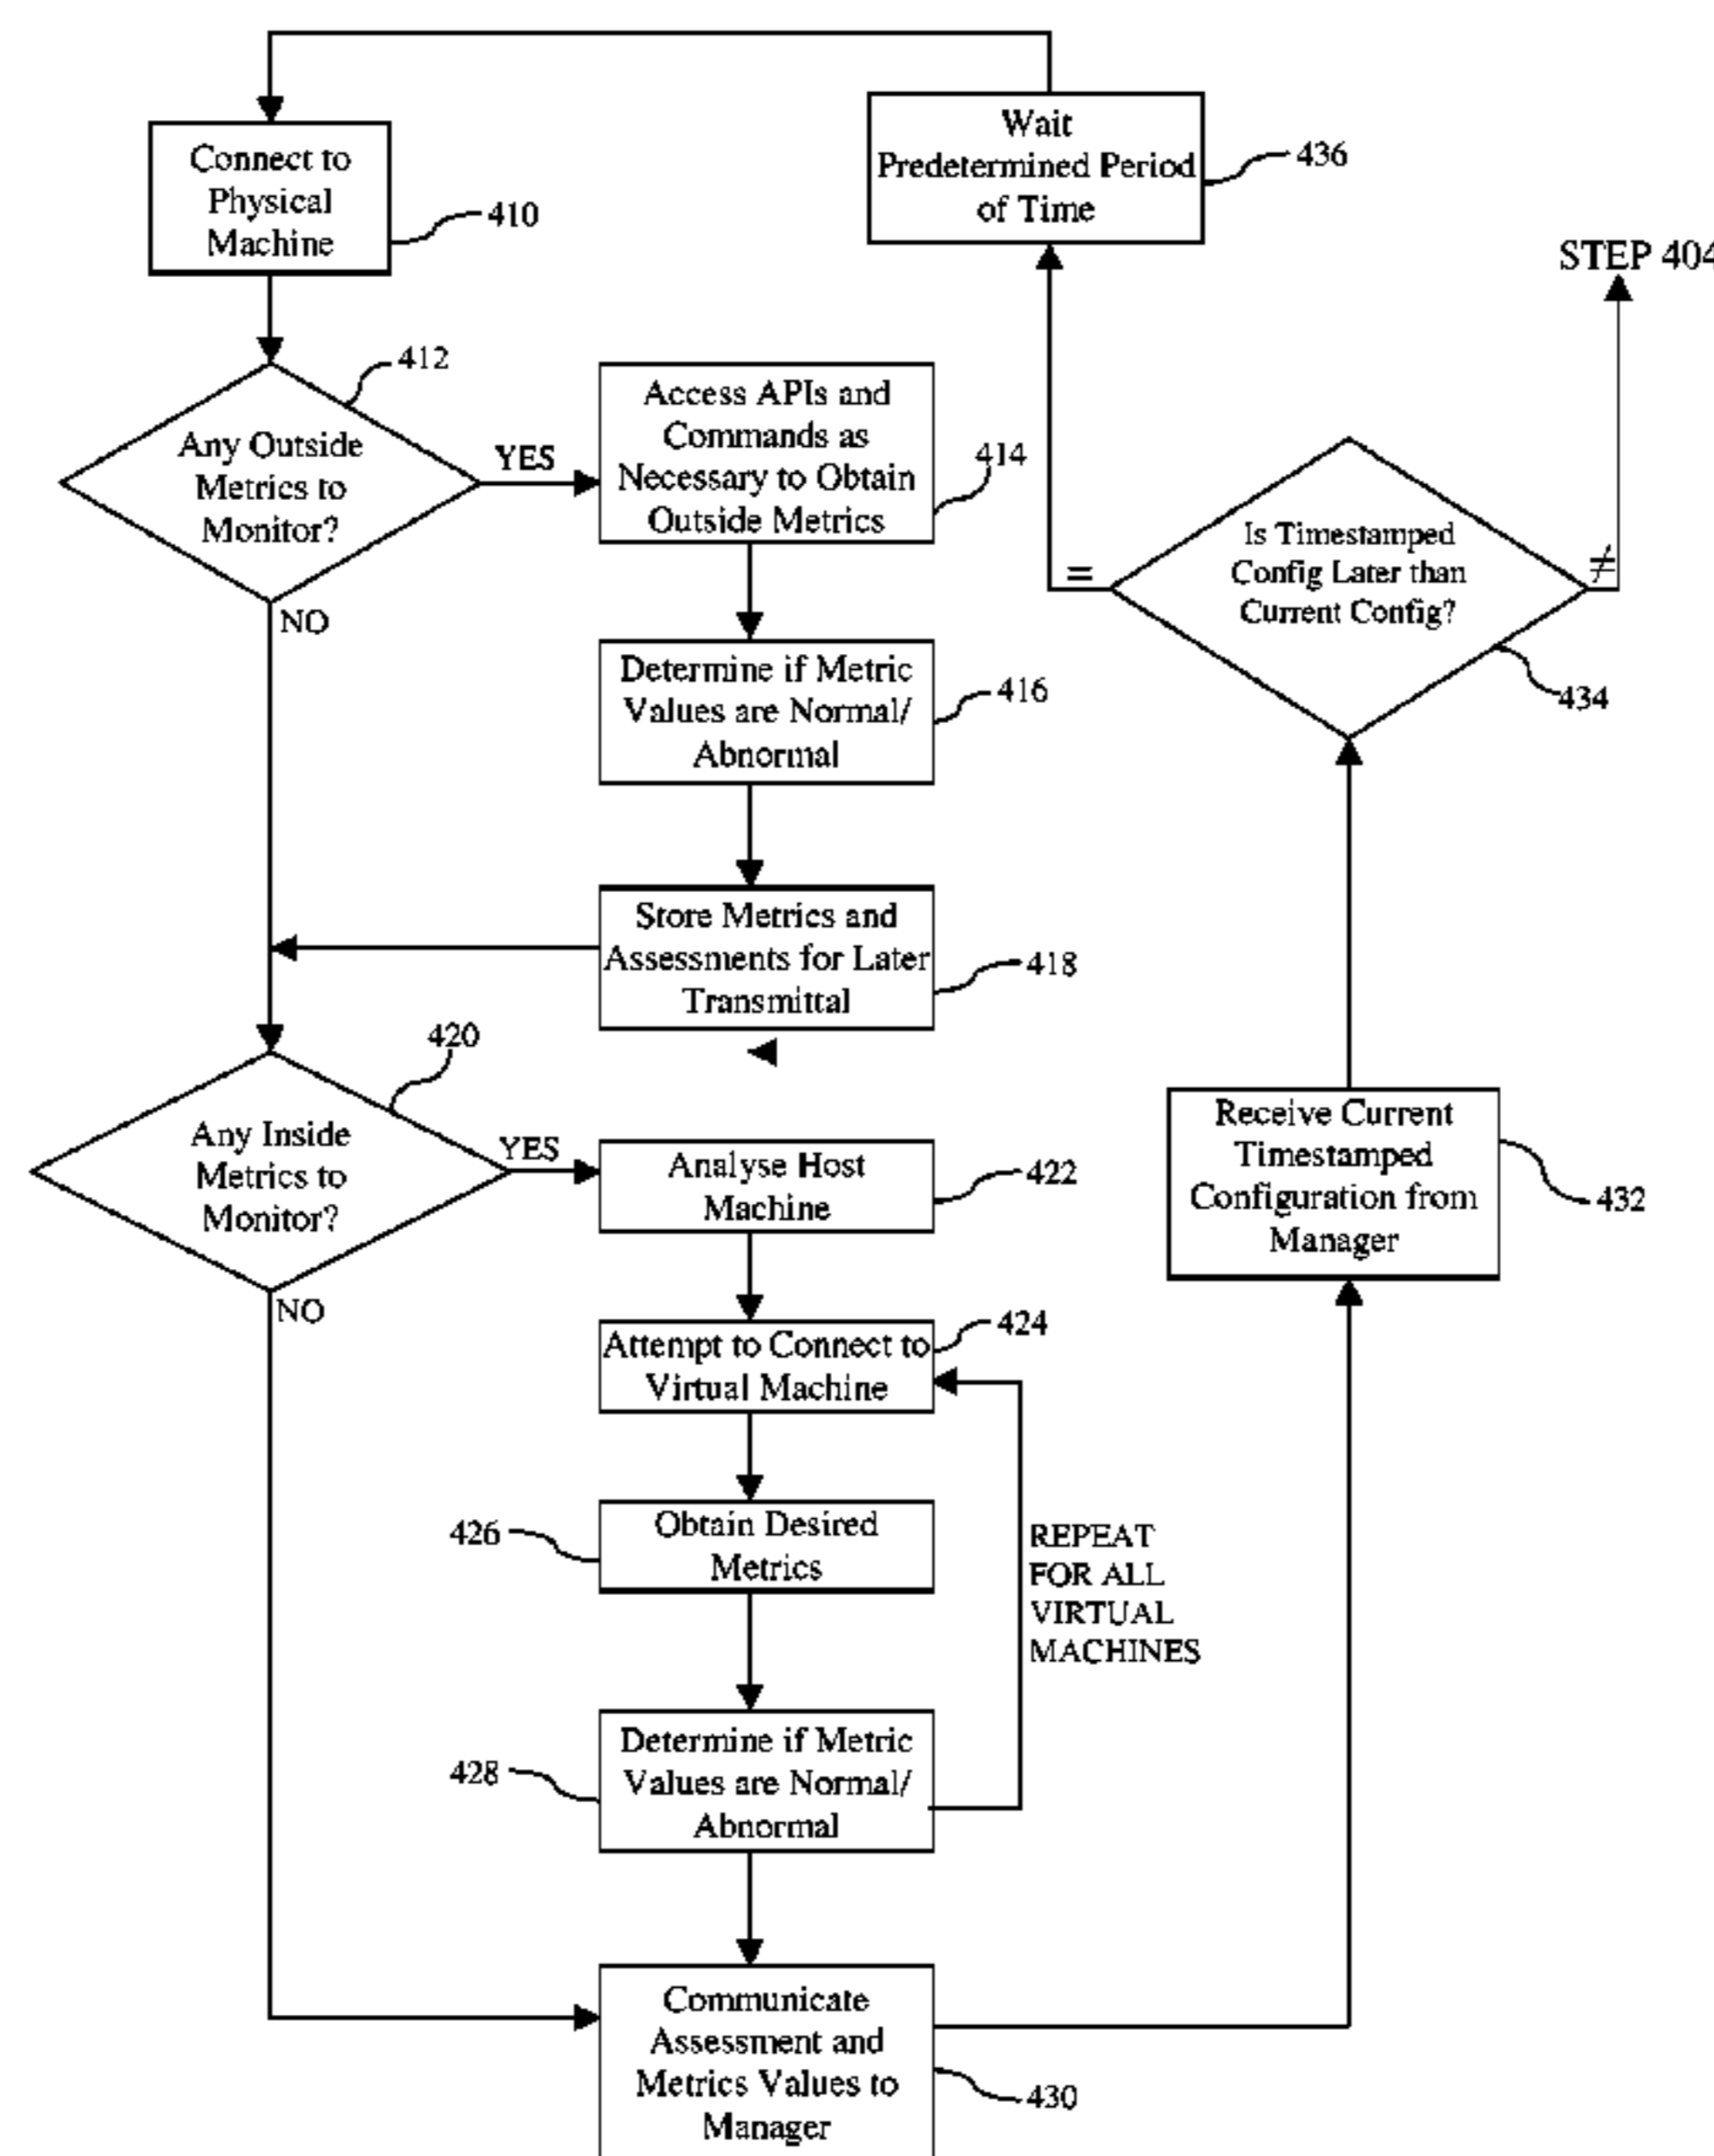 Connect to
Physical
Machine
410
Wait
Predetermined Period
of Time
436
STEP 404
412
Any Outside
Metrics to
Monitor?
YES
NO
Access APIs and
Commands as
Necessary to Obtain
Outside Metrics
414
Is Timestamped
Config Later than
Current Config?
=
≠
434
Determine if Metric
Values are Normal/
Abnormal
416
Store Metrics and
Assessments for Later
Transmittal
418
420
Any Inside
Metrics to
Monitor?
YES
NO
Analyse Host
Machine
422
Receive Current
Timestamped
Configuration from
Manager
432
Attempt to Connect to
Virtual Machine
424
Obtain Desired
Metrics
426
REPEAT
FOR ALL
VIRTUAL
MACHINES
Determine if Metric
Values are Normal/
Abnormal
428
Communicate
Assessment and
Metrics Values to
Manager
430